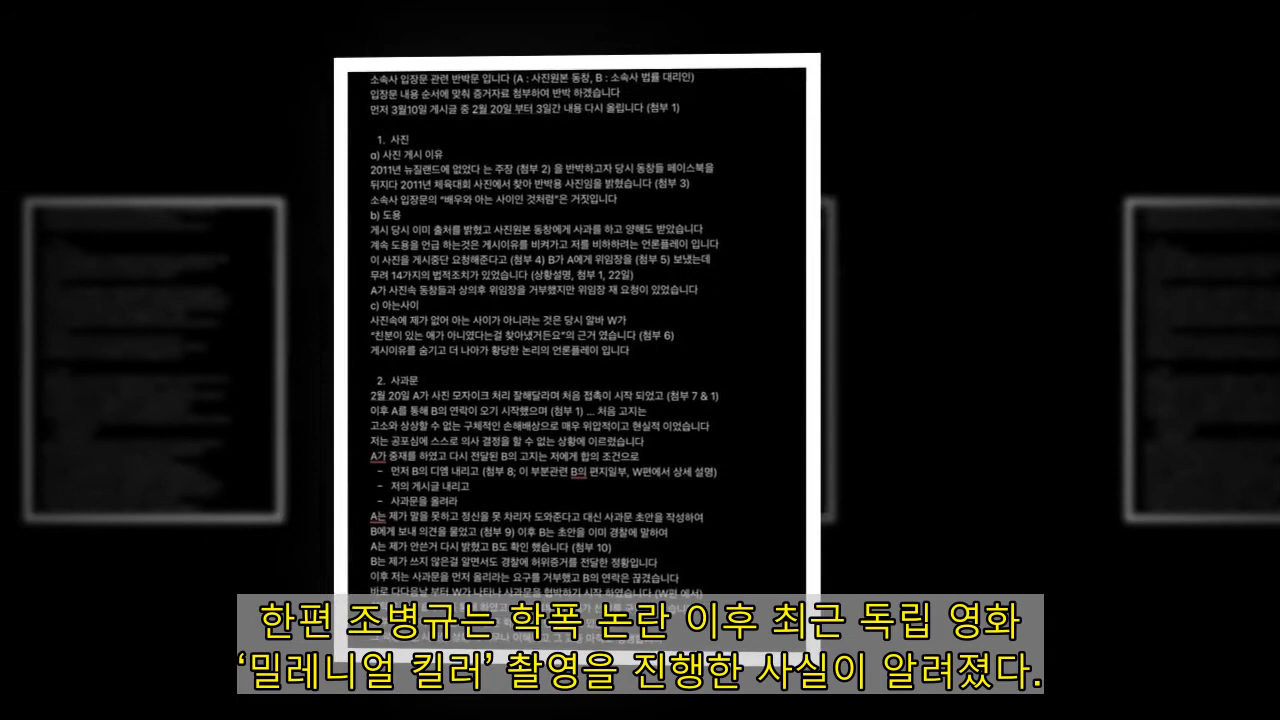 소속사 입장문 관련 반박문 입니다 (A : 사진원본 동창, B : 소속사 법률 대리인)
입장문 내용 순서에 맞춰 증거자료 첨부하여 반박 하겠습니다
먼저 3월10일 게시글 중 2월 20일 부터 3일간 내용 다시 올립니다 (첨부 1)
1. 사진
a) 사진 게시 이유
2011년 뉴질랜드에 없었다 는 주장 (첨부 2) 을 반박하고자 당시 동창들 페이스북을
뒤지다 2011년 체육대회 사진에서 찾아 반박용 사진임을 밝혔습니다 (첨부 3)
소속사 입장문의 “배우와 아는 사이인 것처럼”은 거짓입니다
b) 도용
게시 당시 이미 출처를 밝혔고 사진원본 동창에게 사과를 하고 양해도 받았습니다
계속 도용을 언급 하는것은 게시이유를 비켜가고 저를 비하하려는 언론플레이 입니다
이 사진을 게시중단 요청해준다고 (첨부 4) B가 A에게 위임장을 (첨부 5) 보냈는데
무려 14가지의 법적조치가 있었습니다 (상황설명, 첨부 1, 22일)
A가 사진속 동창들과 상의후 위임장을 거부했지만 위임장 재 요청이 있었습니다
c) 아는사이
사진속에 제가 없어 아는 사이가 아니라는 것은 당시 알바 W가
“친분이 있는 애가 아니였다는걸 찾아냈거든요”의 근거 였습니다 (첨부 6)
게시이유를 숨기고 더 나아가 황당한 논리의 언론플레이 입니다
2. 사과문
2월 20일 A가 사진 모자이크 처리 잘해달라며 처음 접촉이 시작 되었고 (첨부 7 & 1)
이후 A를 통해 B의 연락이 오기 시작했으며 (첨부 1) ... 처음 고지는
고소와 상상할 수 없는 구체적인 손해배상으로 매우 위압적이고 현실적 이었습니다
저는 공포심에 스스로 의사 결정을 할 수 없는 상황에 이르렀습니다
A가 중재를 하였고 다시 전달된 B의 고지는 저에게 합의 조건으로
- 먼저 B의 디엠 내리고 (첨부 8; 이 부분관련 B의 편지일부, W편에서 상세 설명)
- 저의 게시글 내리고
- 사과문을 올려라
A는 제가 말을 못하고 정신을 못 차리자 도와준다고 대신 사과문 초안을 작성하여
B에게 보내 의견을 물었고 (첨부 9) 이후 B는 초안을 이미 경찰에 말하여
A는 제가 안쓴거 다시 밝혔고 B도 확인 했습니다 (첨부 10)
B는 제가 쓰지 않은걸 알면서도 경찰에 허위증거를 전달한 정황입니다
이후 저는 사과문을 먼저 올리라는 요구를 거부했고 B의 연락은 끊겼습니다
바로 다다음날 부터 W가 나타나 사과문을 협박하기 시작 하였습니다 (W편 에서)
한편 조병규는 학폭 논란 이후 최근 독립 영화
‘밀레니얼 킬러’ 촬영을 진행한 사실이 알려졌다.